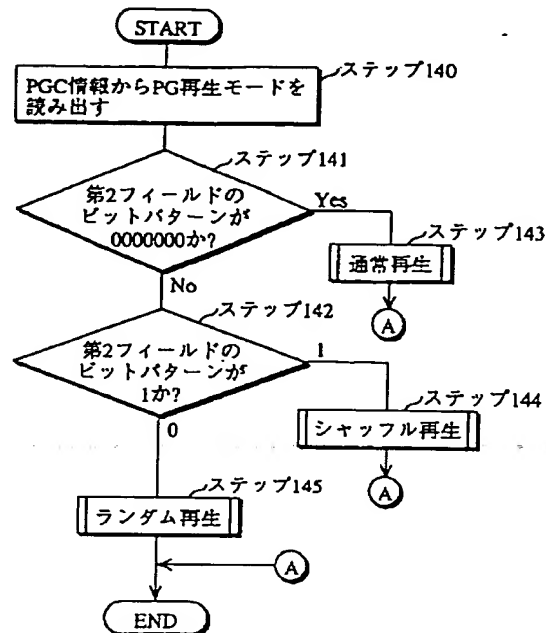 START
ステップ140
PGC情報からPG再生モードを
読み出す
ステップ141
第2フィールドの
ビットパターンが
0000000か?
Yes
ステップ143
通常再生
A
No
ステップ142
第2フィールドの
ビットパターンが
1か?
1
ステップ144
シャッフル再生
A
0
ステップ145
ランダム再生
A
END